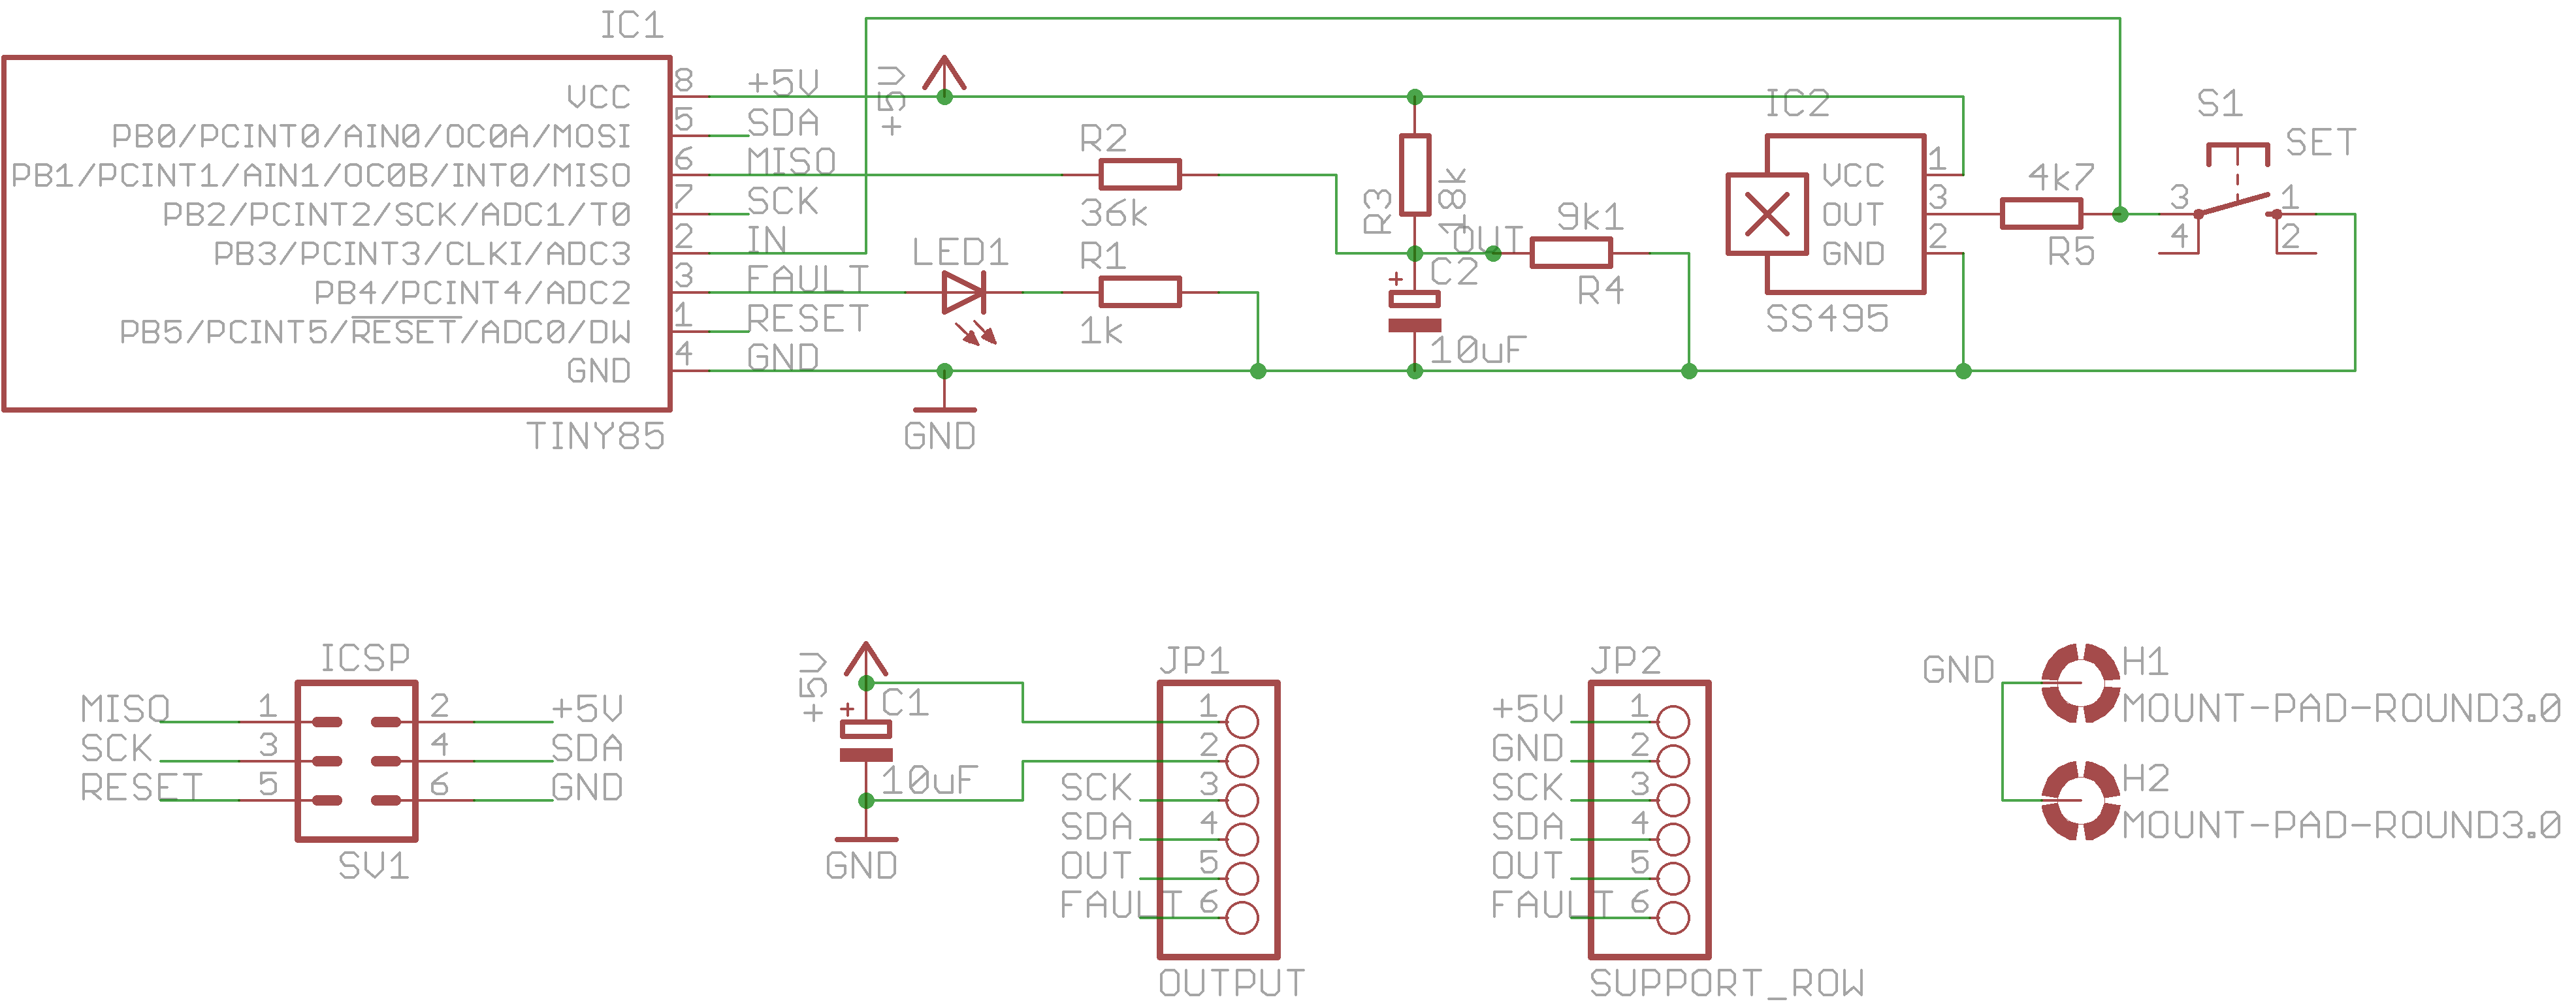 IC1
VCC 8 +5V
PB0/PCINT0/AIN0/OC0A/MOSI 5 SDA
PB1/PCINT1/AIN1/OC0B/INT0/MISO 6 MISO
PB2/PCINT2/SCK/ADC1/T0 7 SCK
PB3/PCINT3/CLKI/ADC3 2 IN
PB4/PCINT4/ADC2 3 FAULT
PB5/PCINT5/RESET/ADC0/DW 1 RESET
GND 4 GND
TINY85
+5V
GND
LED1
R2
36k
R1
1k
R3
18k
OUT
+
C2
10uF
9k1
R4
IC2
VCC 1
OUT 3
GND 2
SS495
4k7
R5
S1
SET
3 1
4 2
ICSP
MISO 1 2 +5V
SCK 3 4 SDA
RESET 5 6 GND
SV1
+5V
+
C1
10uF
GND
JP1
1
2
SCK 3
SDA 4
OUT 5
FAULT 6
OUTPUT
JP2
+5V 1
GND 2
SCK 3
SDA 4
OUT 5
FAULT 6
SUPPORT_ROW
GND
H1
MOUNT-PAD-ROUND3.0
H2
MOUNT-PAD-ROUND3.0